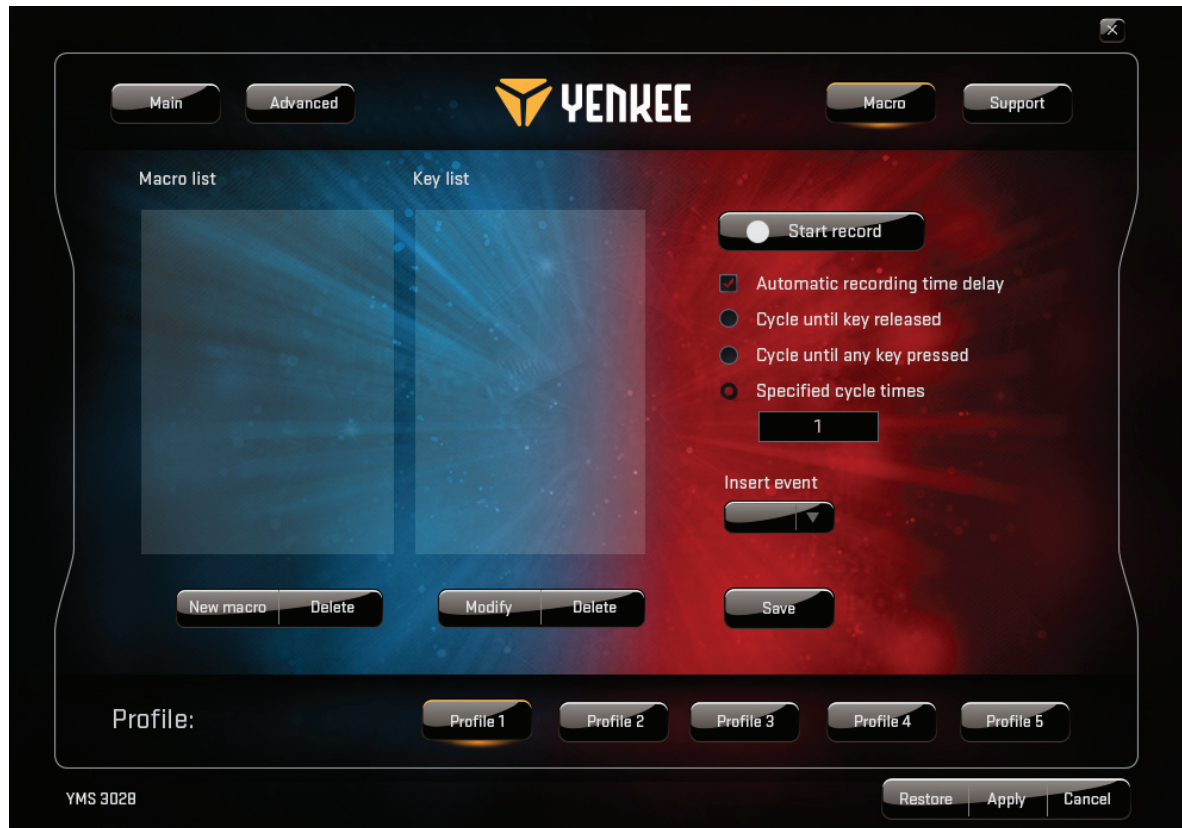 Main Advanced YENKEE Macro Support
Macro list Key list
Start record
Automatic recording time delay
Cycle until key released
Cycle until any key pressed
Specified cycle times
1
Insert event
New macro Delete Modify Delete Save
Profile: Profile 1 Profile 2 Profile 3 Profile 4 Profile 5
YMS 3028 Restore Apply Cancel